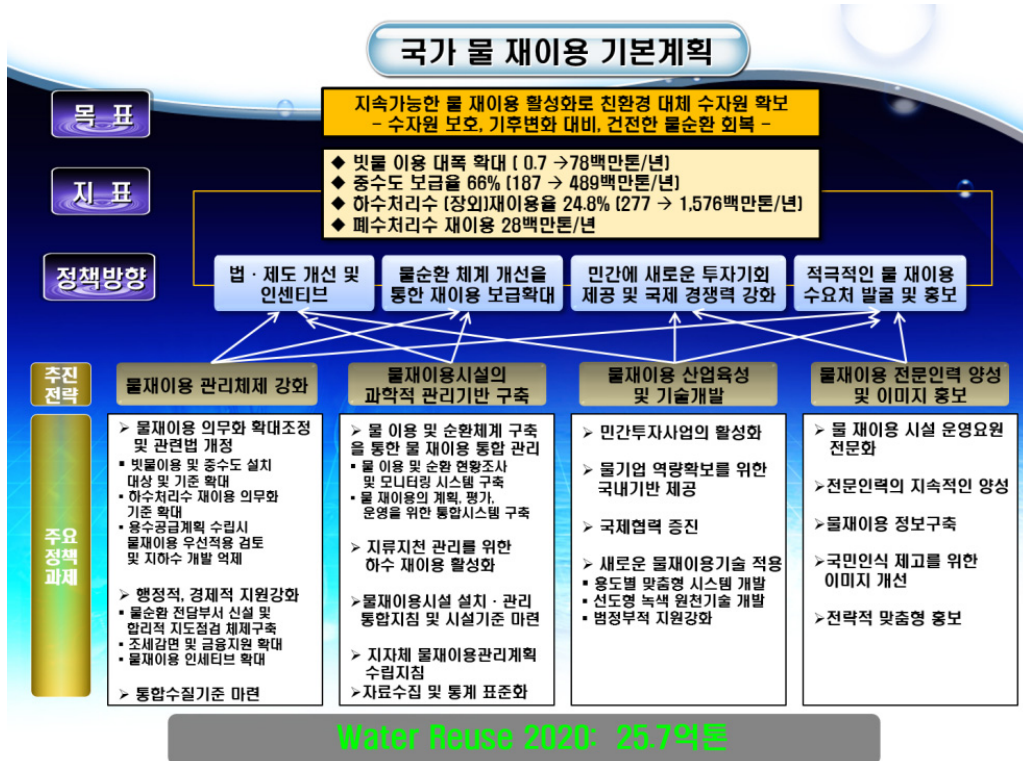 국가 물 재이용 기본계획
목 표
지속가능한 물 재이용 활성화로 친환경 대체 수자원 확보
- 수자원 보호, 기후변화 대비, 건전한 물순환 회복 -
지 표
◆ 빗물 이용 대폭 확대 ( 0.7 →78백만톤/년)
◆ 중수도 보급율 66% (187 → 489백만톤/년)
◆ 하수처리수 (장외)재이용율 24.8% (277 → 1,576백만톤/년)
◆ 폐수처리수 재이용 28백만톤/년
정책방향
법 · 제도 개선 및
인센티브
물순환 체계 개선을
통한 재이용 보급확대
민간에 새로운 투자기회
제공 및 국제 경쟁력 강화
적극적인 물 재이용
수요처 발굴 및 홍보
추진
전략
물재이용 관리체제 강화
물재이용시설의
과학적 관리기반 구축
물재이용 산업육성
및 기술개발
물재이용 전문인력 양성
및 이미지 홍보
주요
정책
과제
➢ 물재이용 의무화 확대조정
및 관련법 개정
▪ 빗물이용 및 중수도 설치
대상 및 기준 확대
▪ 하수처리수 재이용 의무화
기준 확대
▪ 용수공급계획 수립시
물재이용 우선적용 검토
및 지하수 개발 억제
➢ 행정적, 경제적 지원강화
▪ 물순환 전담부서 신설 및
합리적 지도점검 체제구축
▪ 조세감면 및 금융지원 확대
▪ 물재이용 인세티브 확대
➢ 통합수질기준 마련
➢ 물 이용 및 순환체계 구축
을 통한 물 재이용 통합 관리
▪ 물 이용 및 순환 현황조사
및 모니터링 시스템 구축
▪ 물 재이용의 계획, 평가,
운영을 위한 통합시스템 구축
➢ 지류지천 관리를 위한
하수 재이용 활성화
➢물재이용시설 설치 · 관리
통합지침 및 시설기준 마련
➢ 지자체 물재이용관리계획
수립지침
➢자료수집 및 통계 표준화
➢ 민간투자사업의 활성화
➢ 물기업 역량확보를 위한
국내기반 제공
➢ 국제협력 증진
➢ 새로운 물재이용기술 적용
▪ 용도별 맞춤형 시스템 개발
▪ 선도형 녹색 원천기술 개발
▪ 범정부적 지원강화
➢ 물 재이용 시설 운영요원
전문화
➢전문인력의 지속적인 양성
➢물재이용 정보구축
➢국민인식 제고를 위한
이미지 개선
➢전략적 맞춤형 홍보
Water Reuse 2020: 25.7억톤